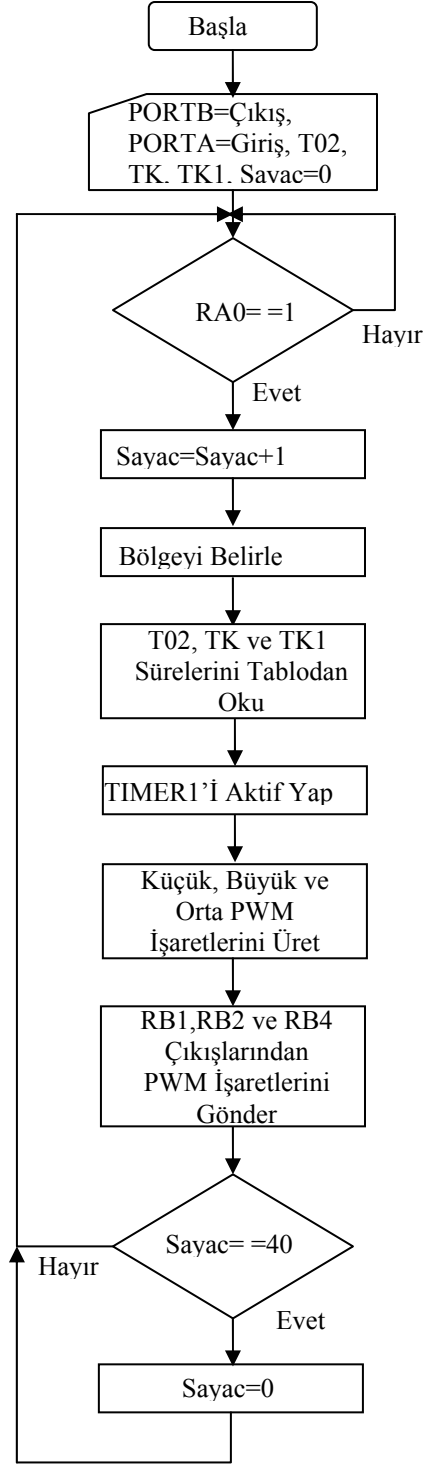 Başla
PORTB=Çıkış,
PORTA=Giriş, T02,
TK, TK1, Sayac=0
RA0= =1
Hayır
Evet
Sayac=Sayac+1
Bölgeyi Belirle
T02, TK ve TK1
Sürelerini Tablodan
Oku
TIMER1’İ Aktif Yap
Küçük, Büyük ve
Orta PWM
İşaretlerini Üret
RB1,RB2 ve RB4
Çıkışlarından
PWM İşaretlerini
Gönder
Sayac= =40
Hayır
Evet
Sayac=0